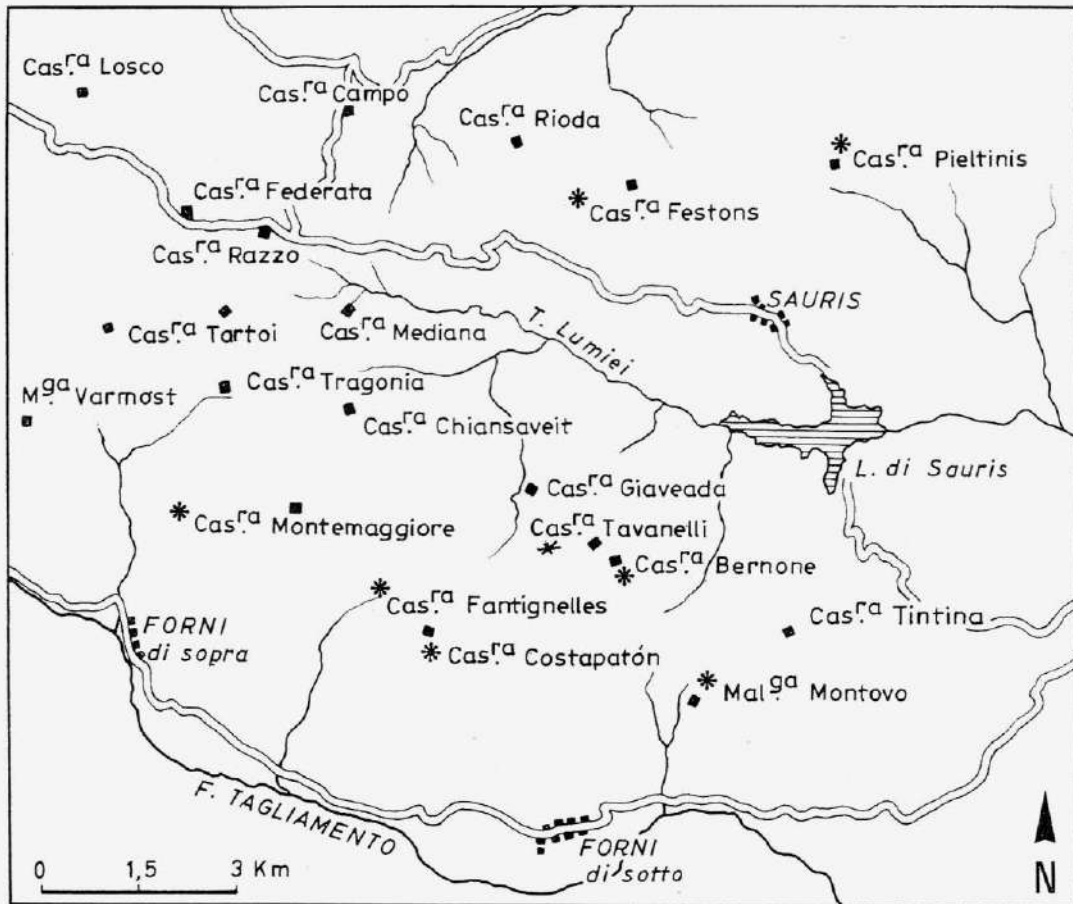 Cas.ra Losco
Cas.ra Campo
Cas.ra Rioda
Cas.ra Pieltinis
Cas.ra Federata
Cas.ra Festons
Cas.ra Razzo
SAURIS
Cas.ra Tartoi
Cas.ra Mediana
T. Lumiei
Cas.ra Tragonia
M.ga Varmost
Cas.ra Chiansaveit
L. di Sauris
Cas.ra Giaveada
Cas.ra Montemaggiore
Cas.ra Tavanelli
Cas.ra Bernone
Cas.ra Fantignelles
Cas.ra Tintina
FORNI
di sopra
Cas.ra Costapatón
Mal.ga Montovo
F. TAGLIAMENTO
FORNI
di sotto
0 1,5 3 Km
N